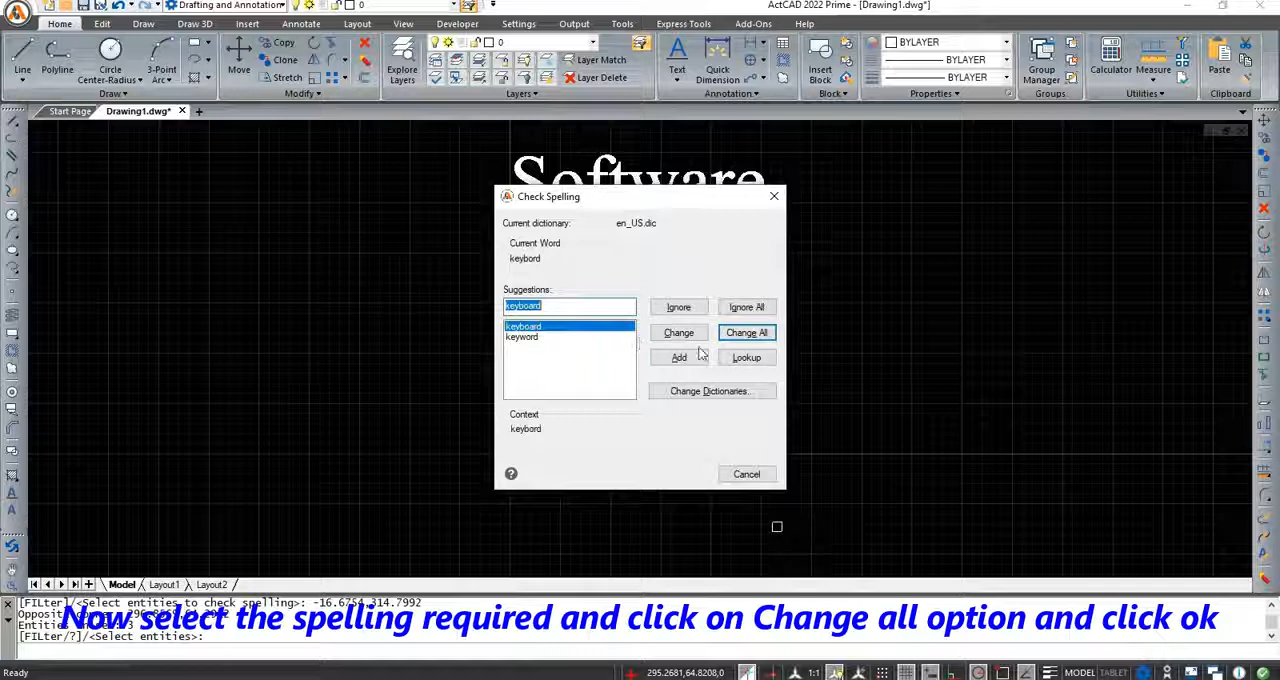 Drafting and Annotation
0
ActCAD 2022 Prime - [Drawing1.dwg*]
Home Edit Draw Draw 3D Insert Annotate Layout View Developer Settings Output Tools Express Tools Add-Ons Help
Line
Polyline
Circle
Center-Radius
3-Point
Arc
Draw
Move
Copy
Clone
Stretch
Modify
Explore
Layers
0
Layer Match
Layer Delete
Layers
Text
Quick
Dimension
Annotation
Insert
Block
Block
BYLAYER
BYLAYER
BYLAYER
Properties
Group
Manager
Groups
Calculator
Measure
Utilities
Paste
Clipboard
Start Page
Drawing1.dwg*
Software
Check Spelling
Current dictionary: en_US.dic
Current Word
keybord
Suggestions:
keyboard
keyboard
keyword
Ignore
Ignore All
Change
Change All
Add
Lookup
Change Dictionaries...
Context
keybord
Cancel
Model Layout1 Layout2
[FILter]/<Select entities to check spelling>: -16.6754,314.7992
[FILter/?]/<Select entities>:
Now select the spelling required and click on Change all option and click ok
Ready
295.2681,64.8208,0
1:1
MODEL
TABLET